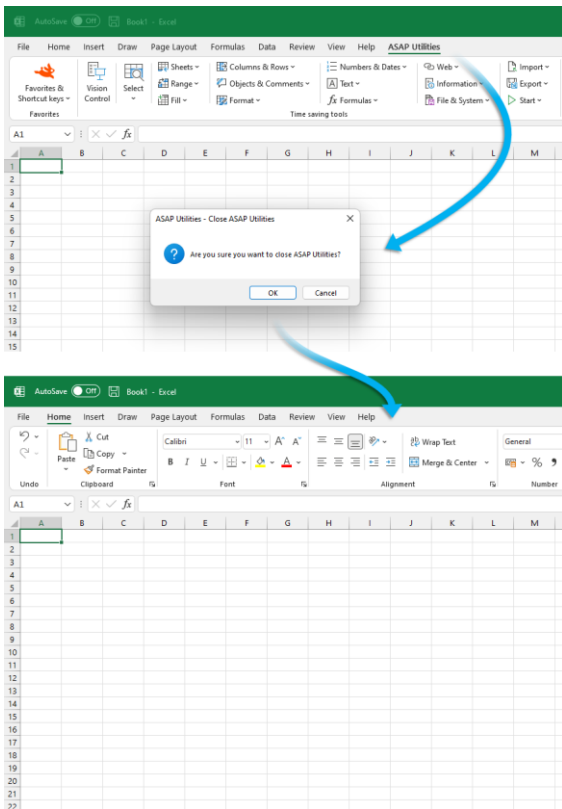 AutoSave Off Book1 - Excel
File Home Insert Draw Page Layout Formulas Data Review View Help ASAP Utilities
Favorites & Shortcut keys
Vision Control
Select
Sheets
Range
Fill
Columns & Rows
Objects & Comments
Format
Numbers & Dates
Text
fx Formulas
Web
Information
File & System
Import
Export
Start
Favorites
Time saving tools
A1 fx
A B C D E F G H I J K L M
1
2
3
4
5
6
7
8
9
10
11
12
13
14
15
ASAP Utilities - Close ASAP Utilities
Are you sure you want to close ASAP Utilities?
OK Cancel
AutoSave Off Book1 - Excel
File Home Insert Draw Page Layout Formulas Data Review View Help
Paste
Cut
Copy
Format Painter
Calibri 11 A A
B I U A
Wrap Text
Merge & Center
General
% 9
Undo Clipboard Font Alignment Number
A1 fx
A B C D E F G H I J K L M
1
2
3
4
5
6
7
8
9
10
11
12
13
14
15
16
17
18
19
20
21
22